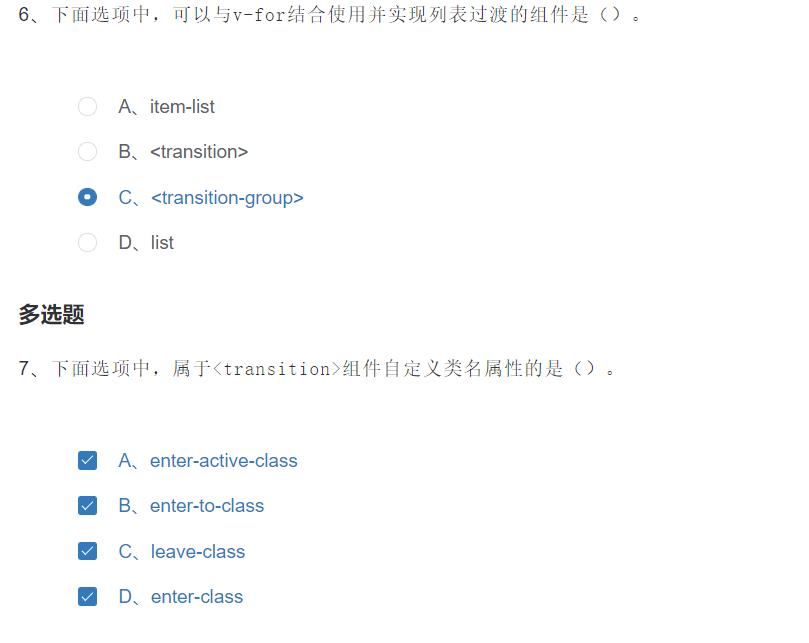 6、下面选项中，可以与v-for结合使用并实现列表过渡的组件是（）。
A、item-list
B、<transition>
C、<transition-group>
D、list
多选题
7、下面选项中，属于<transition>组件自定义类名属性的是（）。
A、enter-active-class
B、enter-to-class
C、leave-class
D、enter-class